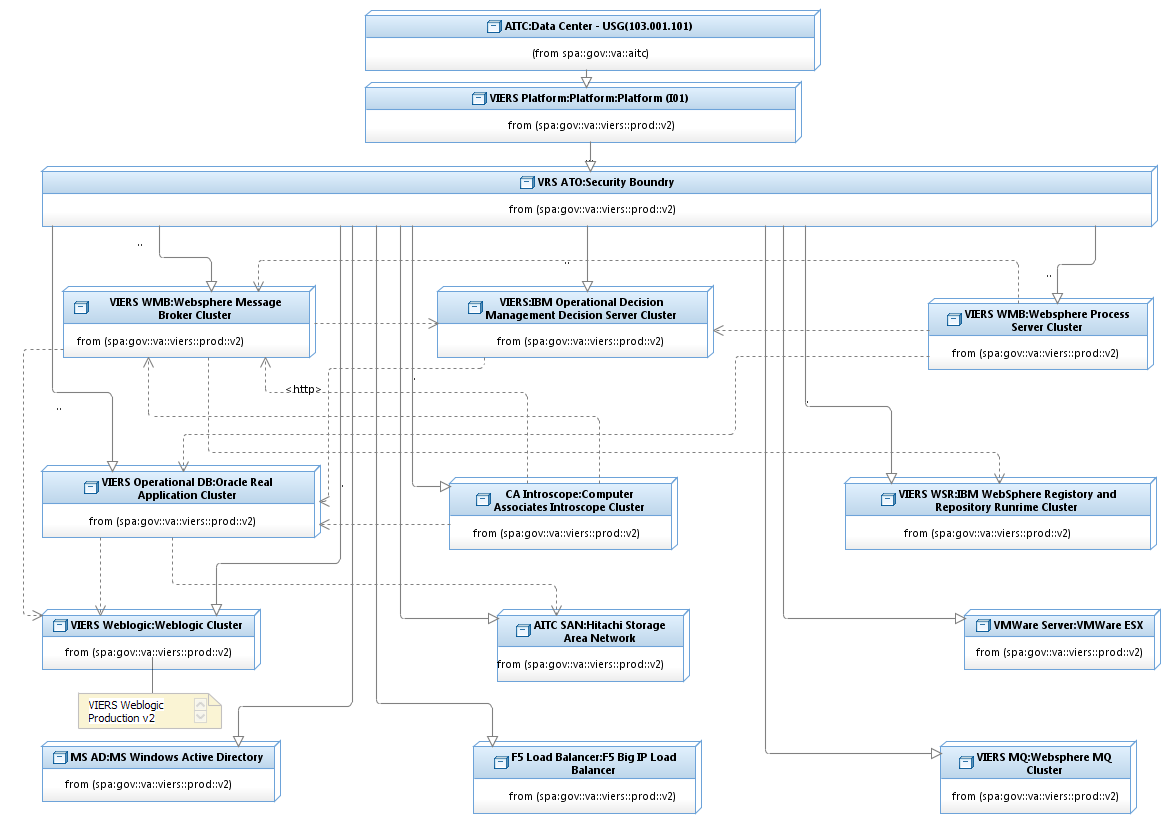 AITC:Data Center - USG(103.001.101)
(from spa::gov::va::aitc)
VIERS Platform:Platform:Platform (I01)
from (spa:gov::va::viers::prod::v2)
VRS ATO:Security Boundry
from (spa:gov::va::viers::prod::v2)
..
..
..
VIERS WMB:Websphere Message
Broker Cluster
from (spa:gov::va::viers::prod::v2)
VIERS:IBM Operational Decision
Management Decision Server Cluster
from (spa:gov::va::viers::prod::v2)
VIERS WMB:Websphere Process
Server Cluster
from (spa:gov::va::viers::prod::v2)
<http>
..
VIERS Operational DB:Oracle Real
Application Cluster
from (spa:gov::va::viers::prod::v2)
CA Introscope:Computer
Associates Introscope Cluster
from (spa:gov::va::viers::prod::v2)
VIERS WSR:IBM WebSphere Registory and
Repository Runrime Cluster
from (spa:gov::va::viers::prod::v2)
VIERS Weblogic:Weblogic Cluster
from (spa:gov::va::viers::prod::v2)
AITC SAN:Hitachi Storage
Area Network
from (spa:gov::va::viers::prod::v2)
VMWare Server:VMWare ESX
from (spa:gov::va::viers::prod::v2)
VIERS Weblogic
Production v2
MS AD:MS Windows Active Directory
from (spa:gov::va::viers::prod::v2)
F5 Load Balancer:F5 Big IP Load
Balancer
from (spa:gov::va::viers::prod::v2)
VIERS MQ:Websphere MQ
Cluster
from (spa:gov::va::viers::prod::v2)